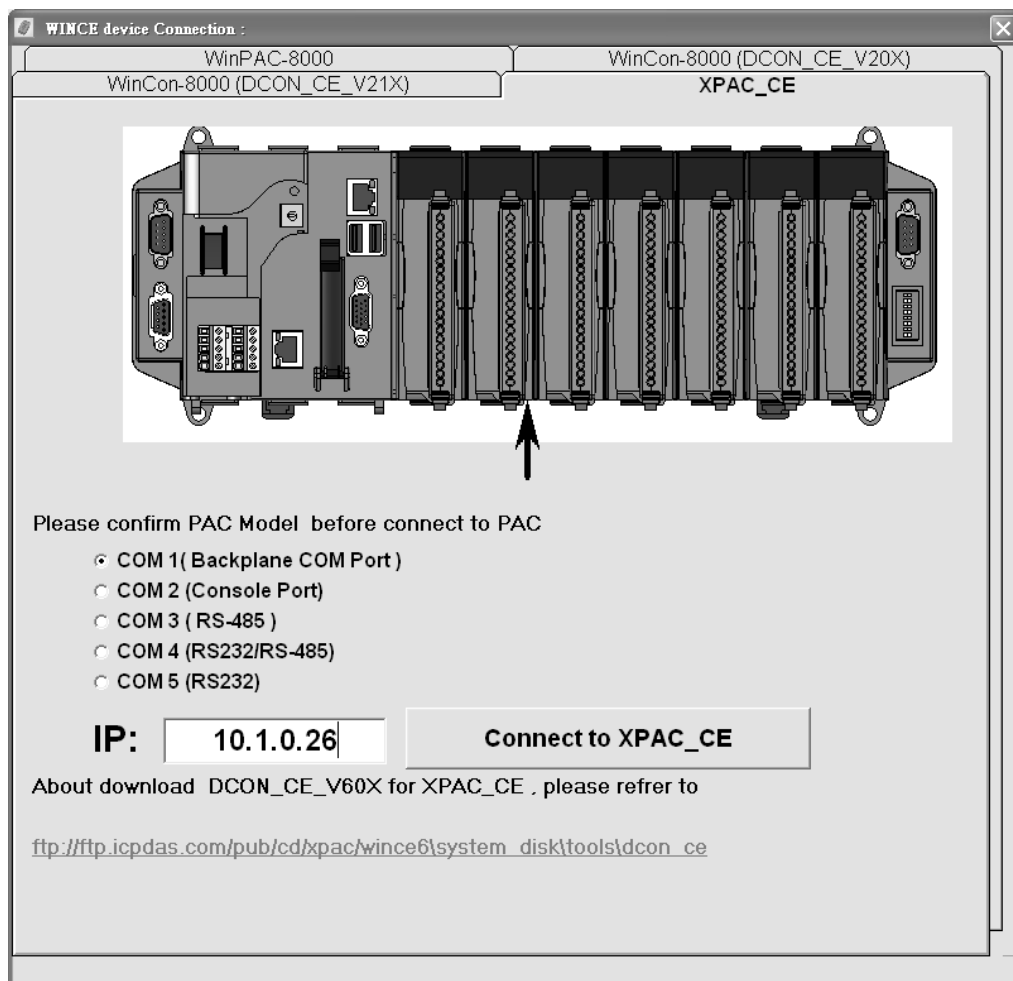 WINCE device Connection :
WinPAC-8000
WinCon-8000 (DCON_CE_V20X)
WinCon-8000 (DCON_CE_V21X)
XPAC_CE
Please confirm PAC Model before connect to PAC
COM 1( Backplane COM Port )
COM 2 (Console Port)
COM 3 ( RS-485 )
COM 4 (RS232/RS-485)
COM 5 (RS232)
IP:
10.1.0.26
Connect to XPAC_CE
About download DCON_CE_V60X for XPAC_CE , please refrer to
ftp://ftp.icpdas.com/pub/cd/xpac/wince6\system_disk\tools\dcon_ce